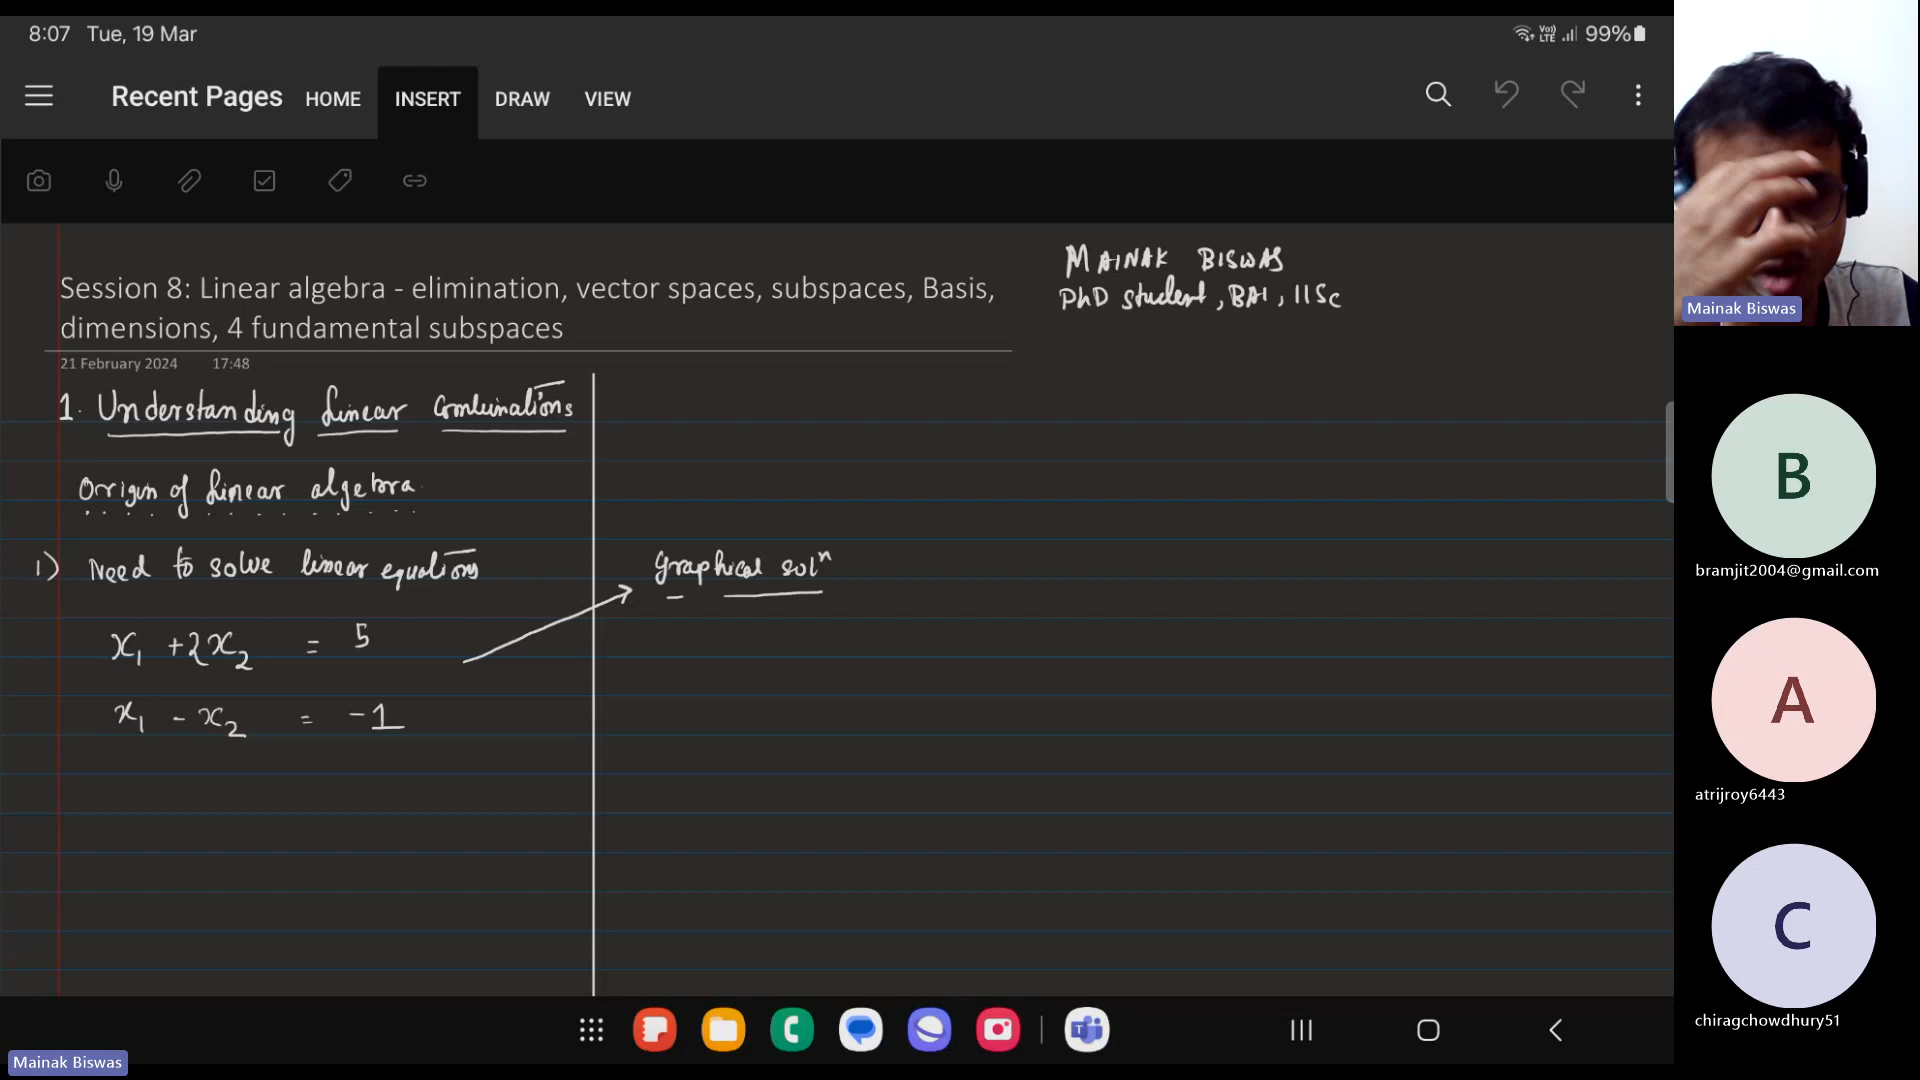 8:07 Tue, 19 Mar
Vo)) LTE 99%
Recent Pages HOME INSERT DRAW VIEW
MAINAK BISWAS
PhD student, BAI, IISc
Mainak Biswas
Session 8: Linear algebra - elimination, vector spaces, subspaces, Basis,
dimensions, 4 fundamental subspaces
21 February 2024 17:48
1. Understanding linear combinations
Origin of linear algebra
1) Need to solve linear equations
Graphical solⁿ
x₁ + 2x₂ = 5
x₁ - x₂ = -1
B
bramjit2004@gmail.com
A
atrijroy6443
C
chiragchowdhury51
Mainak Biswas